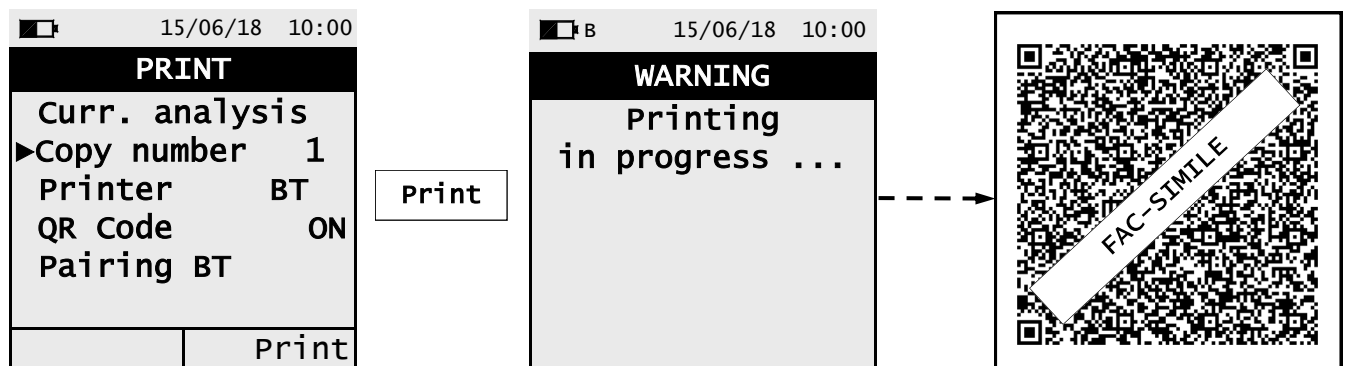 15/06/18 10:00
PRINT
Curr. analysis
▶Copy number 1
Printer BT
QR Code ON
Pairing BT
Print
Print
B 15/06/18 10:00
WARNING
Printing
in progress ...
FAC-SIMILE